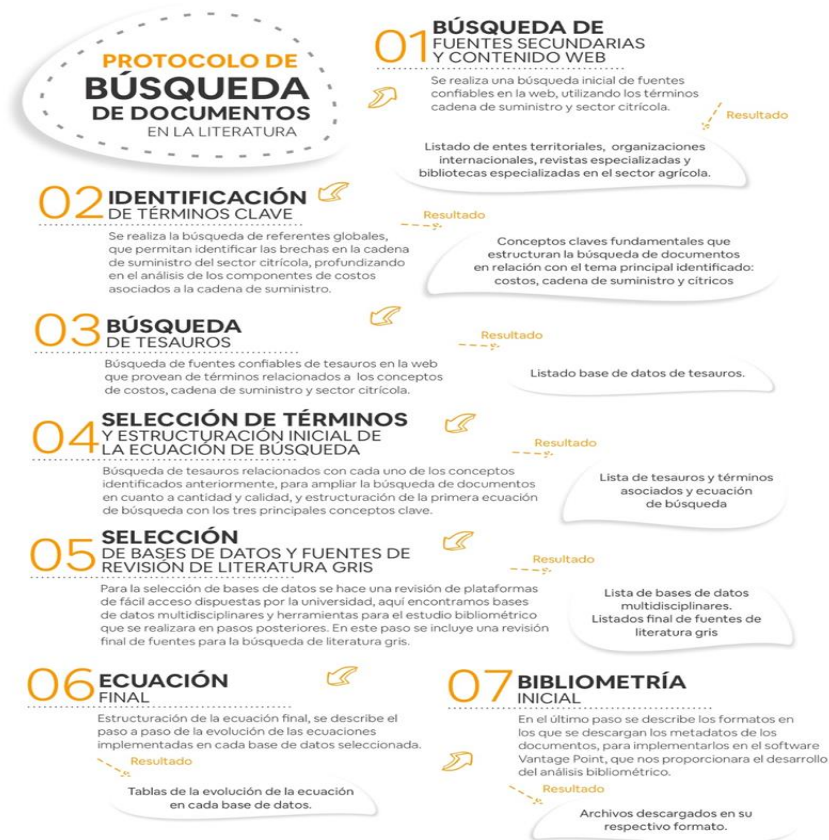 PROTOCOLO DE
BÚSQUEDA
DE DOCUMENTOS
EN LA LITERATURA
01 BÚSQUEDA DE
FUENTES SECUNDARIAS
Y CONTENIDO WEB
Se realiza una búsqueda inicial de fuentes
confiables en la web, utilizando los términos
cadena de suministro y sector citrícola.
Resultado
Listado de entes territoriales, organizaciones
internacionales, revistas especializadas y
bibliotecas especializadas en el sector agrícola.
02 IDENTIFICACIÓN
DE TÉRMINOS CLAVE
Se realiza la búsqueda de referentes globales,
que permitan identificar las brechas en la cadena
de suministro del sector citrícola, profundizando
en el análisis de los componentes de costos
asociados a la cadena de suministro.
Resultado
Conceptos claves fundamentales que
estructuran la búsqueda de documentos
en relación con el tema principal identificado:
costos, cadena de suministro y cítricos
03 BÚSQUEDA
DE TESAUROS
Búsqueda de fuentes confiables de tesauros en la web
que provean de términos relacionados a los conceptos
de costos, cadena de suministro y sector citrícola.
Resultado
Listado base de datos de tesauros.
04 SELECCIÓN DE TÉRMINOS
Y ESTRUCTURACIÓN INICIAL DE
LA ECUACIÓN DE BÚSQUEDA
Búsqueda de tesauros relacionados con cada uno de los conceptos
identificados anteriormente, para ampliar la búsqueda de documentos
en cuanto a cantidad y calidad, y estructuración de la primera ecuación
de búsqueda con los tres principales conceptos clave.
Resultado
Lista de tesauros y términos
asociados y ecuación
de búsqueda
05 SELECCIÓN
DE BASES DE DATOS Y FUENTES DE
REVISIÓN DE LITERATURA GRIS
Para la selección de bases de datos se hace una revisión de plataformas
de fácil acceso dispuestas por la universidad, aquí encontramos bases
de datos multidisciplinares y herramientas para el estudio bibliométrico
que se realizara en pasos posteriores. En este paso se incluye una revisión
final de fuentes para la búsqueda de literatura gris.
Resultado
Lista de bases de datos
multidisciplinares.
Listados final de fuentes de
literatura gris
06 ECUACIÓN
FINAL
Estructuración de la ecuación final, se describe el
paso a paso de la evolución de las ecuaciones
implementadas en cada base de datos seleccionada.
Resultado
Tablas de la evolución de la ecuación
en cada base de datos.
07 BIBLIOMETRÍA
INICIAL
En el último paso se describe los formatos en
los que se descargan los metadatos de los
documentos, para implementarlos en el software
Vantage Point, que nos proporcionara el desarrollo
del análisis bibliométrico.
Resultado
Archivos descargados en su
respectivo formato.